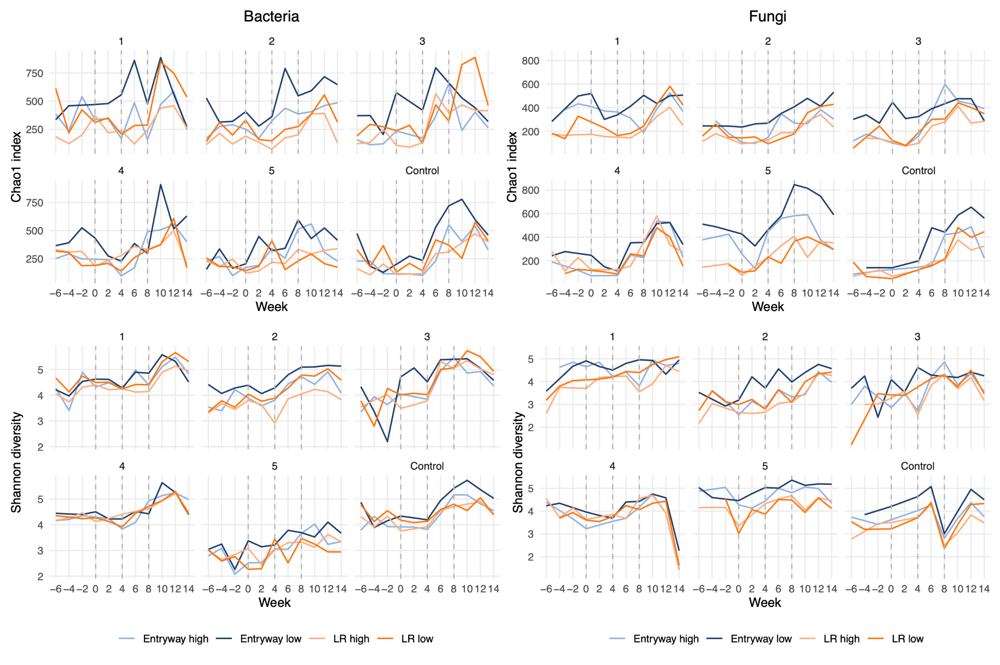 Bacteria
Fungi
1 2 3
1 2 3
750
500
250
800
600
400
200
Chao1 index
Chao1 index
4 5 Control
4 5 Control
750
500
250
800
600
400
200
−6 −4 −2 0 2 4 6 8 10 12 14 −6 −4 −2 0 2 4 6 8 10 12 14 −6 −4 −2 0 2 4 6 8 10 12 14
−6 −4 −2 0 2 4 6 8 10 12 14 −6 −4 −2 0 2 4 6 8 10 12 14 −6 −4 −2 0 2 4 6 8 10 12 14
Week
Week
1 2 3
1 2 3
5
4
3
2
5
4
3
2
Shannon diversity
Shannon diversity
4 5 Control
4 5 Control
5
4
3
2
5
4
3
2
−6 −4 −2 0 2 4 6 8 10 12 14 −6 −4 −2 0 2 4 6 8 10 12 14 −6 −4 −2 0 2 4 6 8 10 12 14
−6 −4 −2 0 2 4 6 8 10 12 14 −6 −4 −2 0 2 4 6 8 10 12 14 −6 −4 −2 0 2 4 6 8 10 12 14
Week
Week
Entryway high Entryway low LR high LR low
Entryway high Entryway low LR high LR low